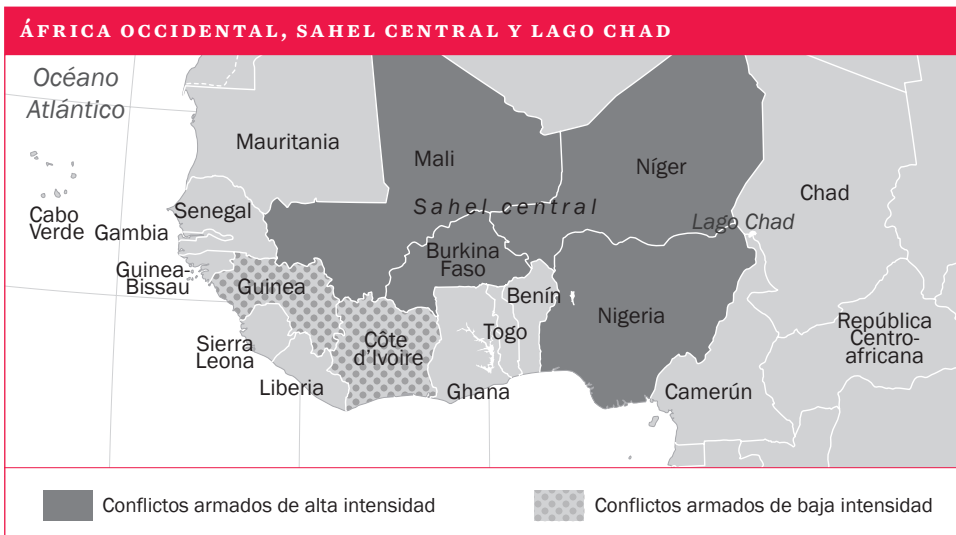 ÁFRICA OCCIDENTAL, SAHEL CENTRAL Y LAGO CHAD
Océano
Atlántico
Mauritania
Mali
Níger
Chad
Cabo
Verde
Senegal
Gambia
Sahel central
Lago Chad
Guinea-
Bissau
Guinea
Burkina
Faso
Benín
Nigeria
Sierra
Leona
Côte
d'Ivoire
Togo
República
Centro-
africana
Liberia
Ghana
Camerún
Conflictos armados de alta intensidad
Conflictos armados de baja intensidad